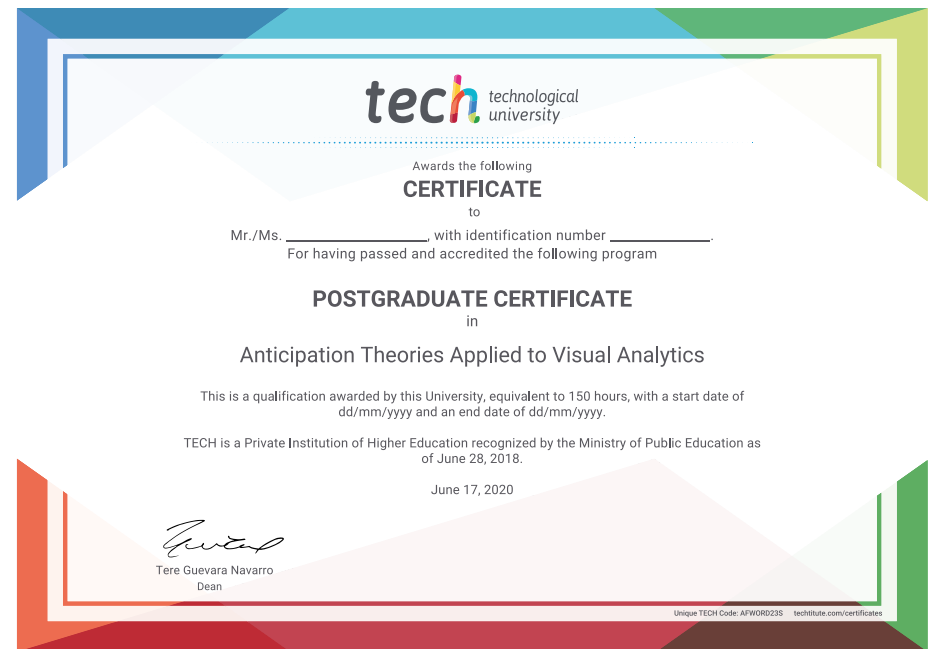 tech technological
university
Awards the following
CERTIFICATE
to
Mr./Ms. ____________________, with identification number ______________.
For having passed and accredited the following program
POSTGRADUATE CERTIFICATE
in
Anticipation Theories Applied to Visual Analytics
This is a qualification awarded by this University, equivalent to 150 hours, with a start date of
dd/mm/yyyy and an end date of dd/mm/yyyy.
TECH is a Private Institution of Higher Education recognized by the Ministry of Public Education as
of June 28, 2018.
June 17, 2020
Tere Guevara Navarro
Dean
Unique TECH Code: AFWORD23S techtitute.com/certificates